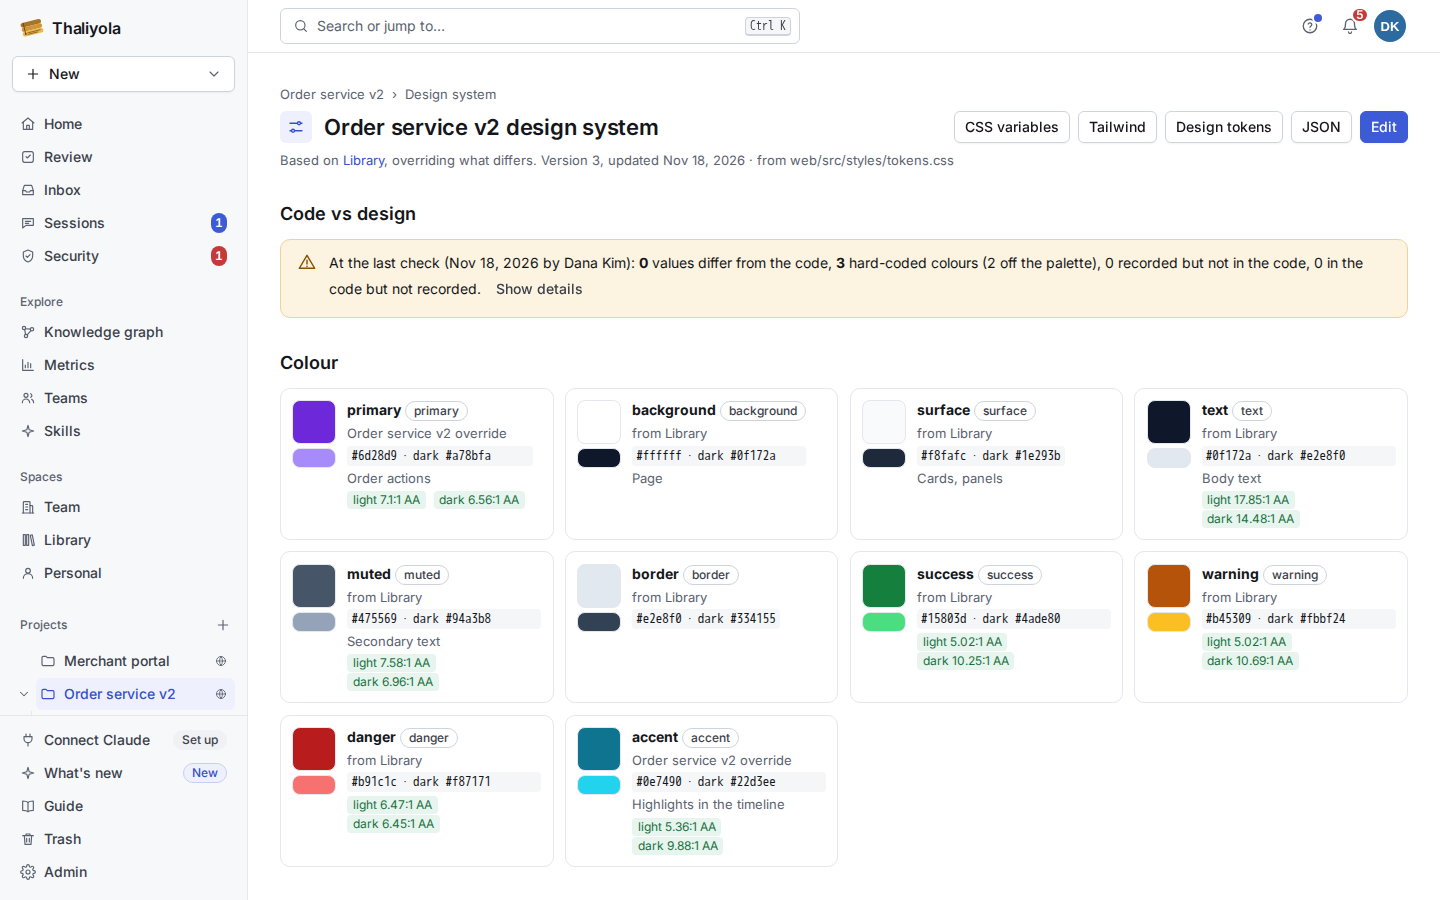 Thaliyola
Search or jump to...
Ctrl K
5
DK
New
Home
Review
Inbox
Sessions
1
Security
1
Explore
Knowledge graph
Metrics
Teams
Skills
Spaces
Team
Library
Personal
Projects
Merchant portal
Order service v2
Connect Claude
Set up
What's new
New
Guide
Trash
Admin
Order service v2 › Design system
Order service v2 design system
CSS variables
Tailwind
Design tokens
JSON
Edit
Based on Library, overriding what differs. Version 3, updated Nov 18, 2026 · from web/src/styles/tokens.css
Code vs design
At the last check (Nov 18, 2026 by Dana Kim): 0 values differ from the code, 3 hard-coded colours (2 off the palette), 0 recorded but not in the code, 0 in the
code but not recorded. Show details
Colour
primary primary
Order service v2 override
#6d28d9 · dark #a78bfa
Order actions
light 7.1:1 AA dark 6.56:1 AA
background background
from Library
#ffffff · dark #0f172a
Page
surface surface
from Library
#f8fafc · dark #1e293b
Cards, panels
text text
from Library
#0f172a · dark #e2e8f0
Body text
light 17.85:1 AA
dark 14.48:1 AA
muted muted
from Library
#475569 · dark #94a3b8
Secondary text
light 7.58:1 AA
dark 6.96:1 AA
border border
from Library
#e2e8f0 · dark #334155
success success
from Library
#15803d · dark #4ade80
light 5.02:1 AA
dark 10.25:1 AA
warning warning
from Library
#b45309 · dark #fbbf24
light 5.02:1 AA
dark 10.69:1 AA
danger danger
from Library
#b91c1c · dark #f87171
light 6.47:1 AA
dark 6.45:1 AA
accent accent
Order service v2 override
#0e7490 · dark #22d3ee
Highlights in the timeline
light 5.36:1 AA
dark 9.88:1 AA